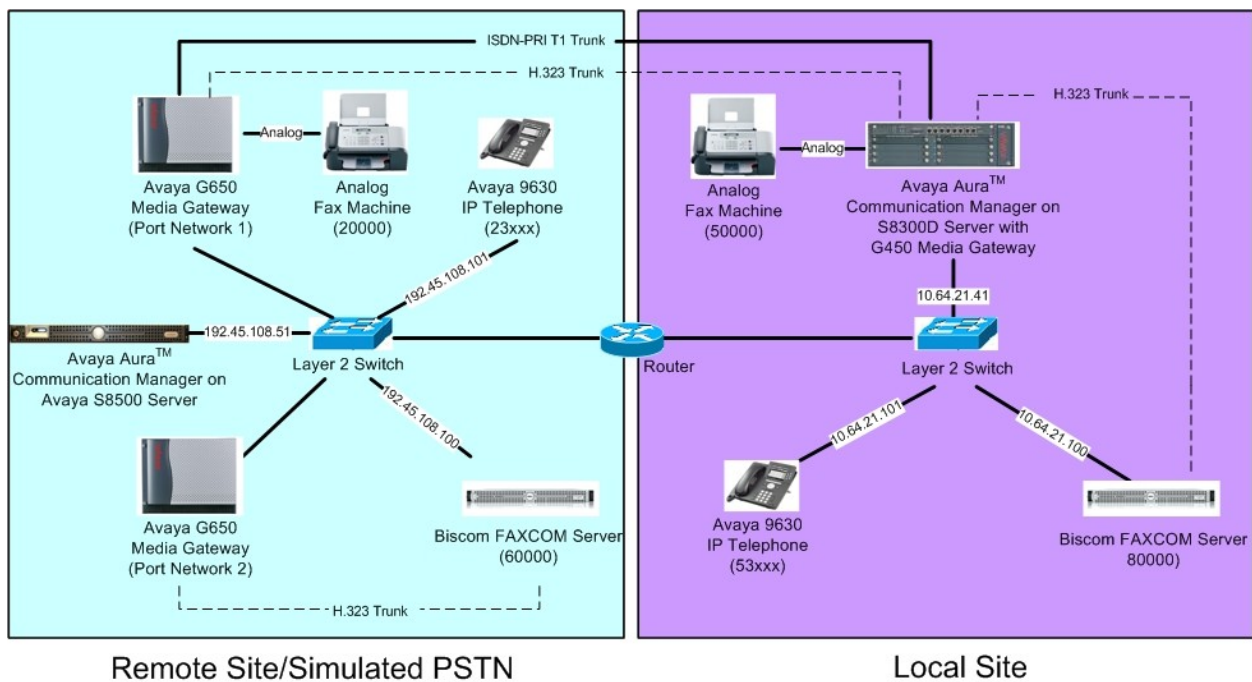 ISDN-PRI T1 Trunk
H.323 Trunk
H.323 Trunk
Analog
Analog
Avaya G650
Media Gateway
(Port Network 1)
Analog
Fax Machine
(20000)
Avaya 9630
IP Telephone
(23xxx)
Analog
Fax Machine
(50000)
Avaya Aura™
Communication Manager on
S8300D Server with
G450 Media Gateway
192.45.108.101
10.64.21.41
192.45.108.51
Avaya Aura™
Communication Manager on
Avaya S8500 Server
Layer 2 Switch
Router
Layer 2 Switch
192.45.108.100
10.64.21.101
10.64.21.100
Avaya G650
Media Gateway
(Port Network 2)
Biscom FAXCOM Server
(60000)
Avaya 9630
IP Telephone
(53xxx)
Biscom FAXCOM Server
80000)
H.323 Trunk
Remote Site/Simulated PSTN
Local Site